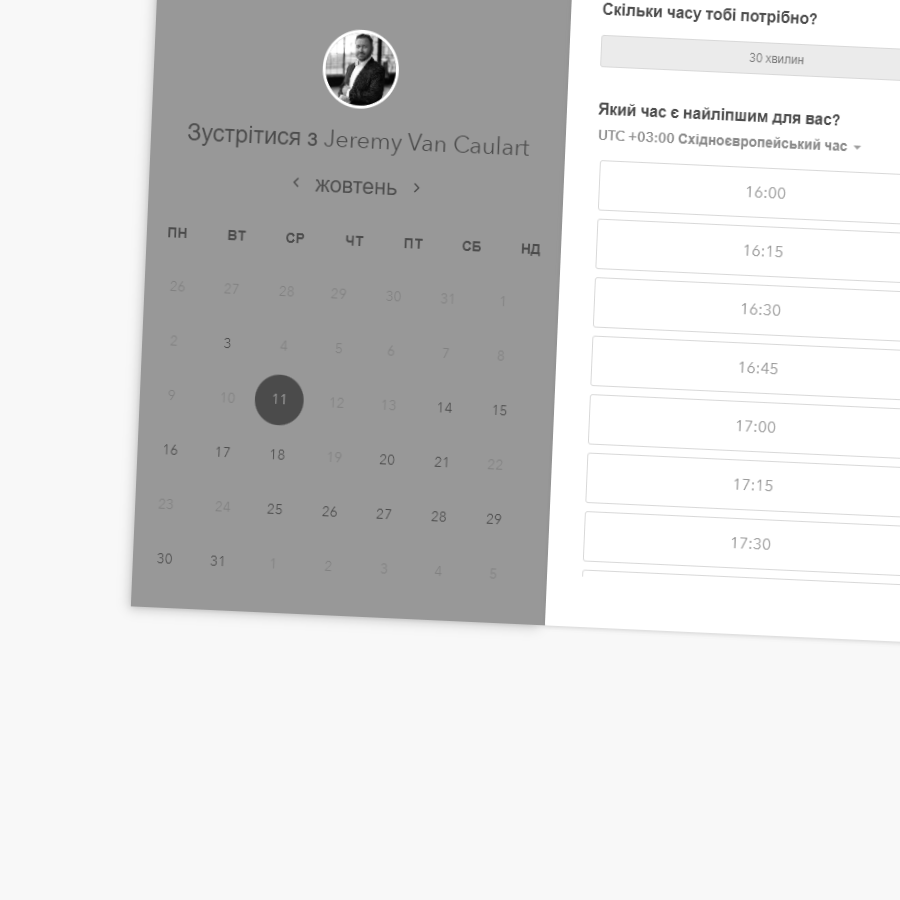 Зустрітися з Jeremy Van Caulart
‹ жовтень ›
ПН ВТ СР ЧТ ПТ СБ НД
26 27 28 29 30 31 1
2 3 4 5 6 7 8
9 10 11 12 13 14 15
16 17 18 19 20 21 22
23 24 25 26 27 28 29
30 31 1 2 3 4 5
Скільки часу тобі потрібно?
30 хвилин
Який час є найліпшим для вас?
UTC +03:00 Східноєвропейський час
16:00
16:15
16:30
16:45
17:00
17:15
17:30